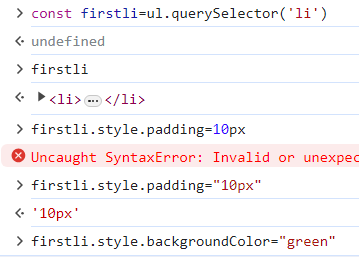 const firstli=ul.querySelector('li')
undefined
firstli
<li>…</li>
firstli.style.padding=10px
Uncaught SyntaxError: Invalid or
firstli.style.padding="10px"
'10px'
firstli.style.backgroundColor="green"